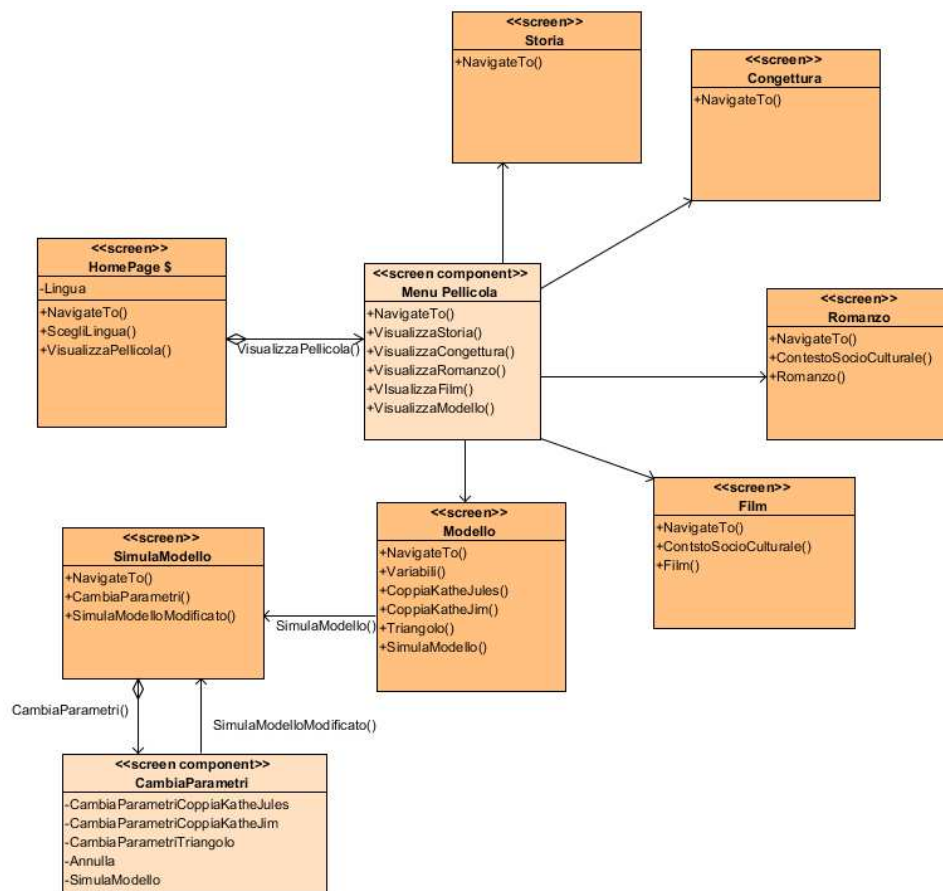 <<screen>>
Storia
+NavigateTo()
<<screen>>
Congettura
+NavigateTo()
<<screen>>
HomePage $
-Lingua
+NavigateTo()
+ScegliLingua()
+VisualizzaPellicola()
VisualizzaPellicola()
<<screen component>>
Menu Pellicola
+NavigateTo()
+VisualizzaStoria()
+VisualizzaCongettura()
+VisualizzaRomanzo()
+VIsualizzaFilm()
+VisualizzaModello()
<<screen>>
Romanzo
+NavigateTo()
+ContestoSocioCulturale()
+Romanzo()
<<screen>>
Film
+NavigateTo()
+ContstoSocioCulturale()
+Film()
<<screen>>
Modello
+NavigateTo()
+Variabili()
+CoppiaKatheJules()
+CoppiaKatheJim()
+Triangolo()
+SimulaModello()
SimulaModello()
<<screen>>
SimulaModello
+NavigateTo()
+CambiaParametri()
+SimulaModelloModificato()
CambiaParametri()
SimulaModelloModificato()
<<screen component>>
CambiaParametri
-CambiaParametriCoppiaKatheJules
-CambiaParametriCoppiaKatheJim
-CambiaParametriTriangolo
-Annulla
-SimulaModello